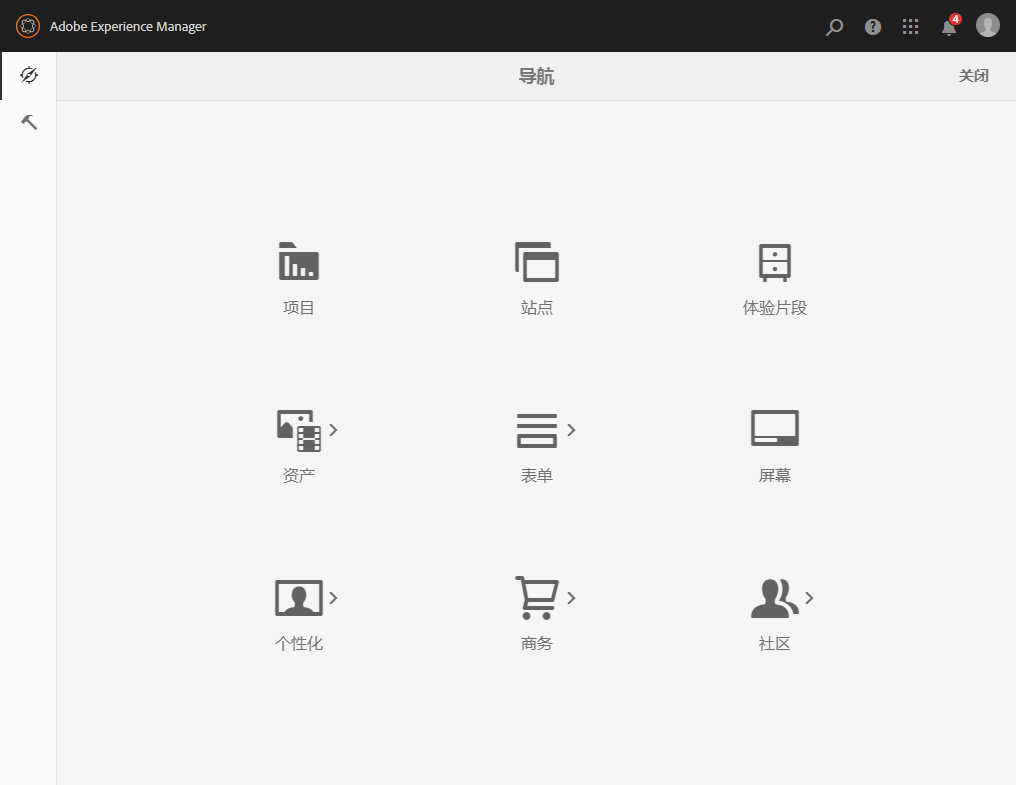 Adobe Experience Manager
4
导航
关闭
项目
站点
体验片段
资产
表单
屏幕
个性化
商务
社区